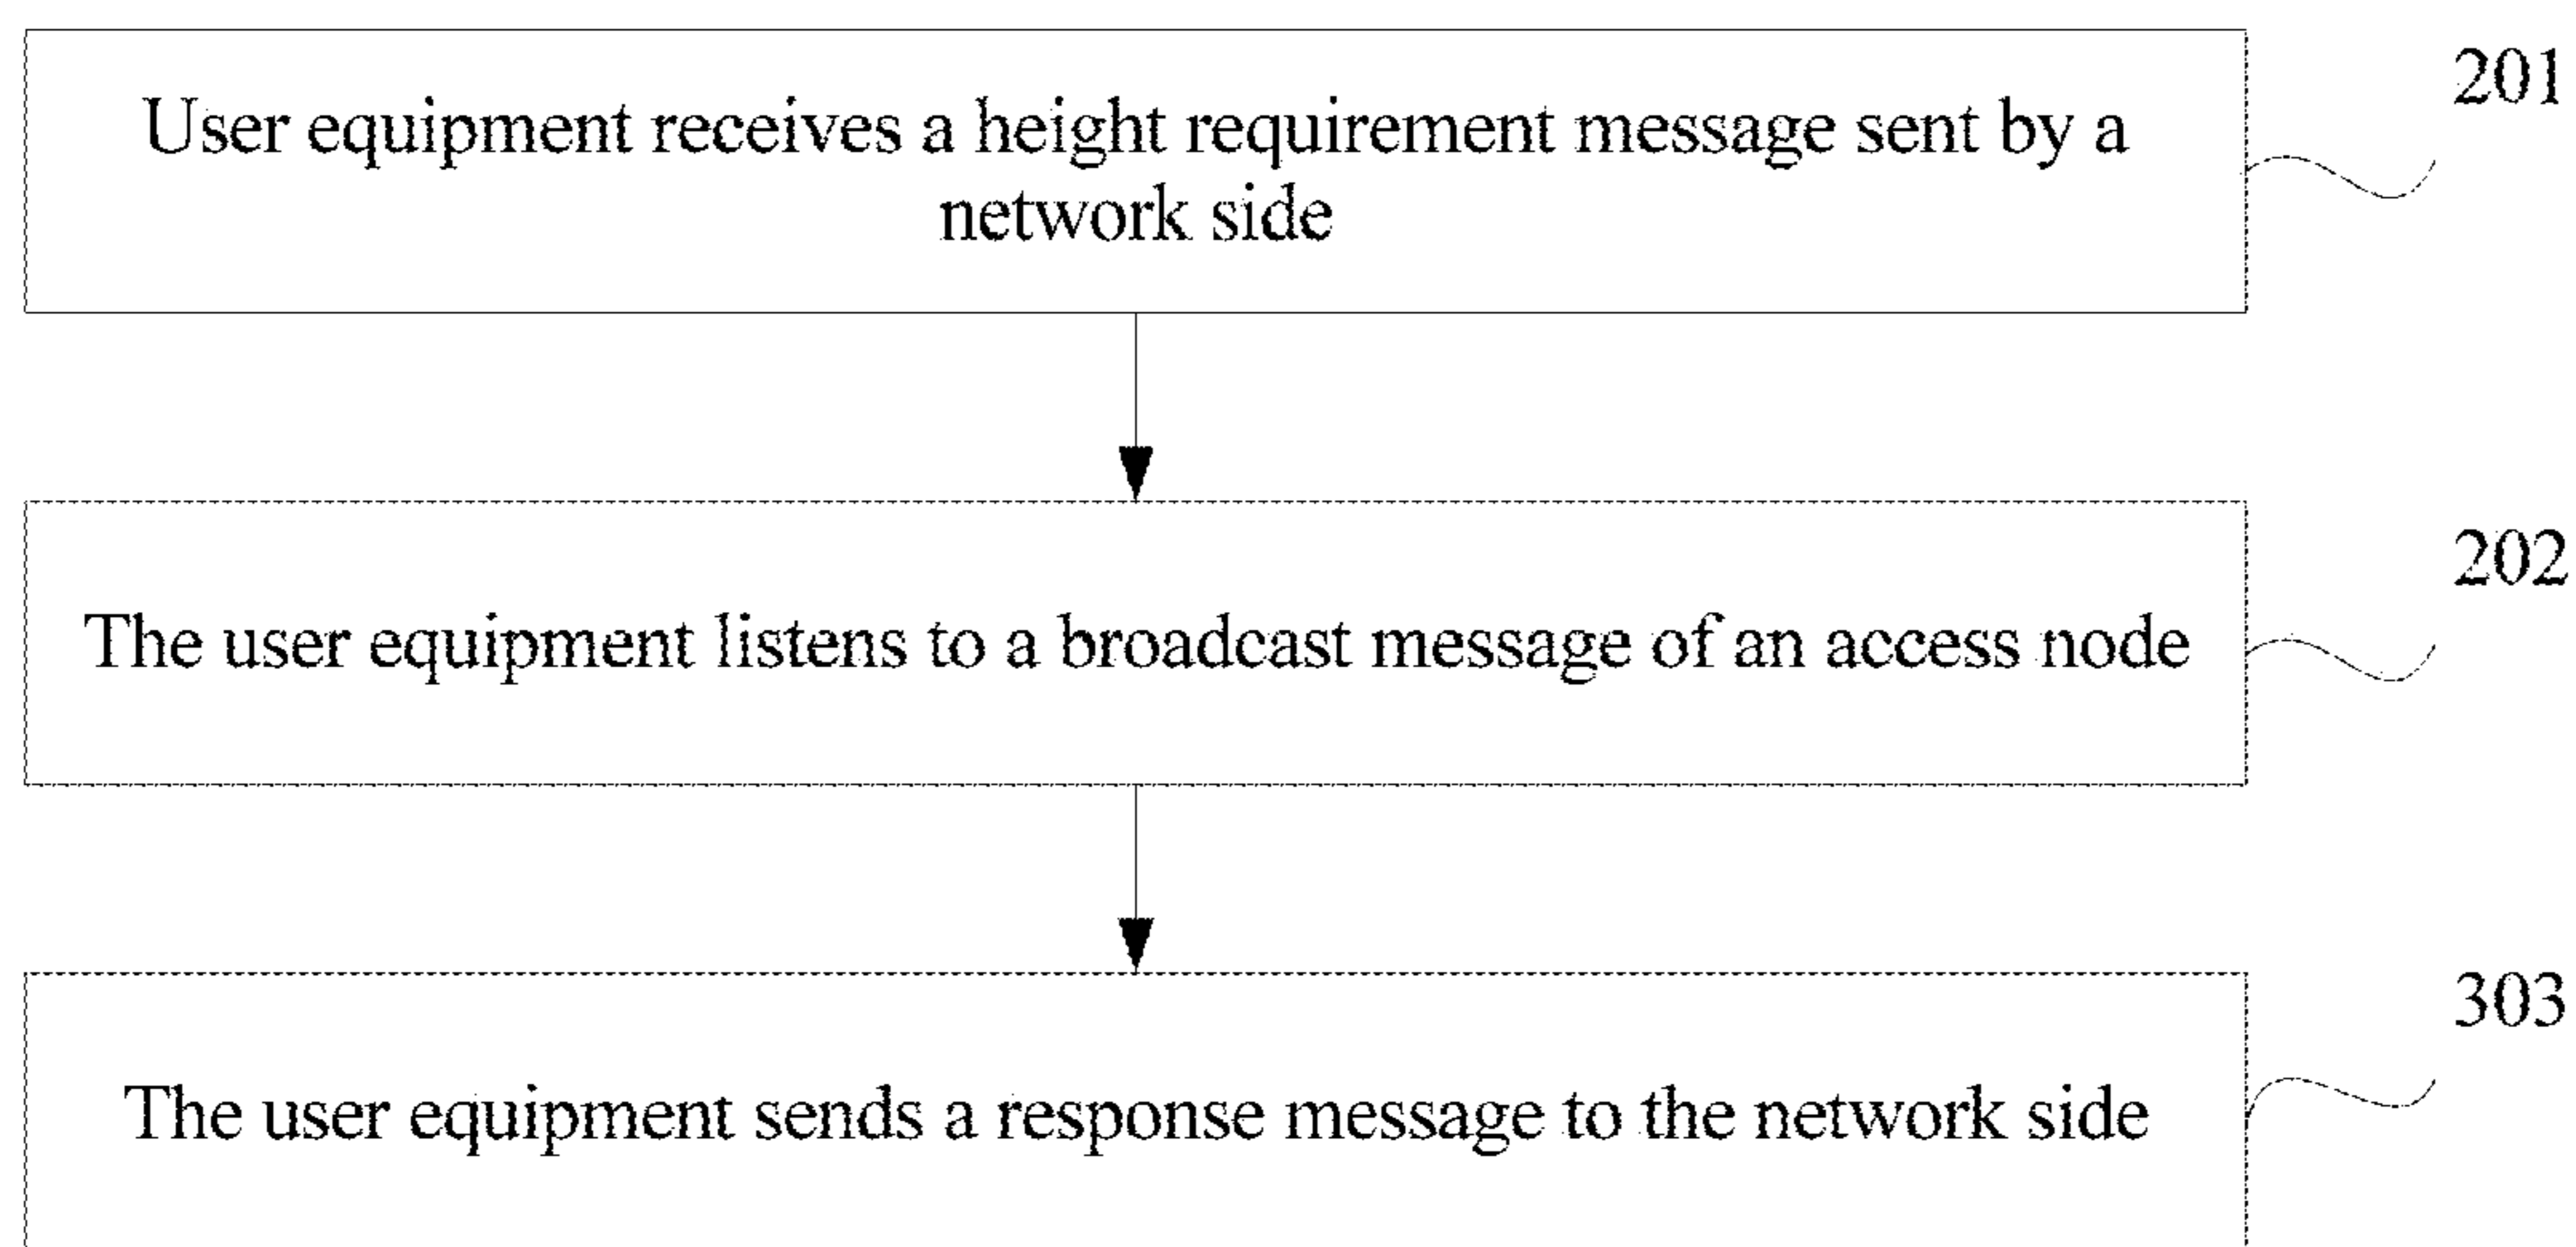 User equipment receives a height requirement message sent by a
network side
201
The user equipment listens to a broadcast message of an access node
202
The user equipment sends a response message to the network side
303